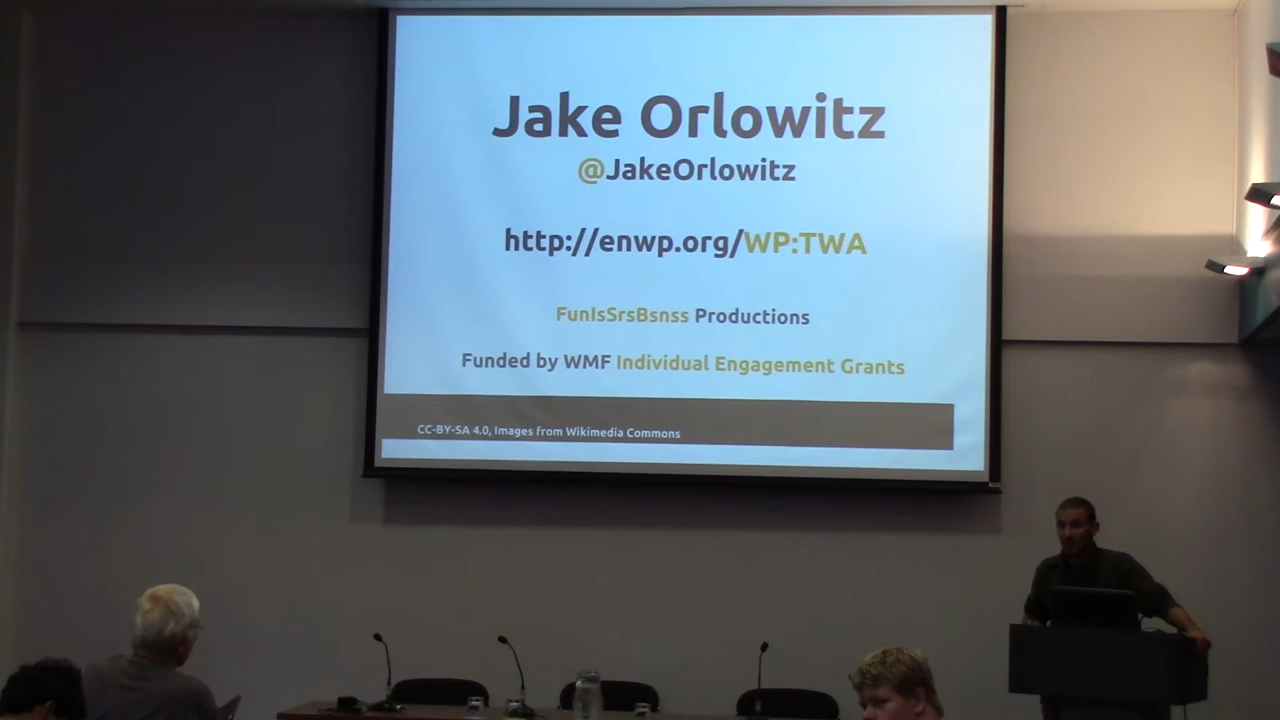 Jake Orlowitz
@JakeOrlowitz
http://enwp.org/WP:TWA
FunIsSrsBsnss Productions
Funded by WMF Individual Engagement Grants
CC-BY-SA 4.0, Images from Wikimedia Commons